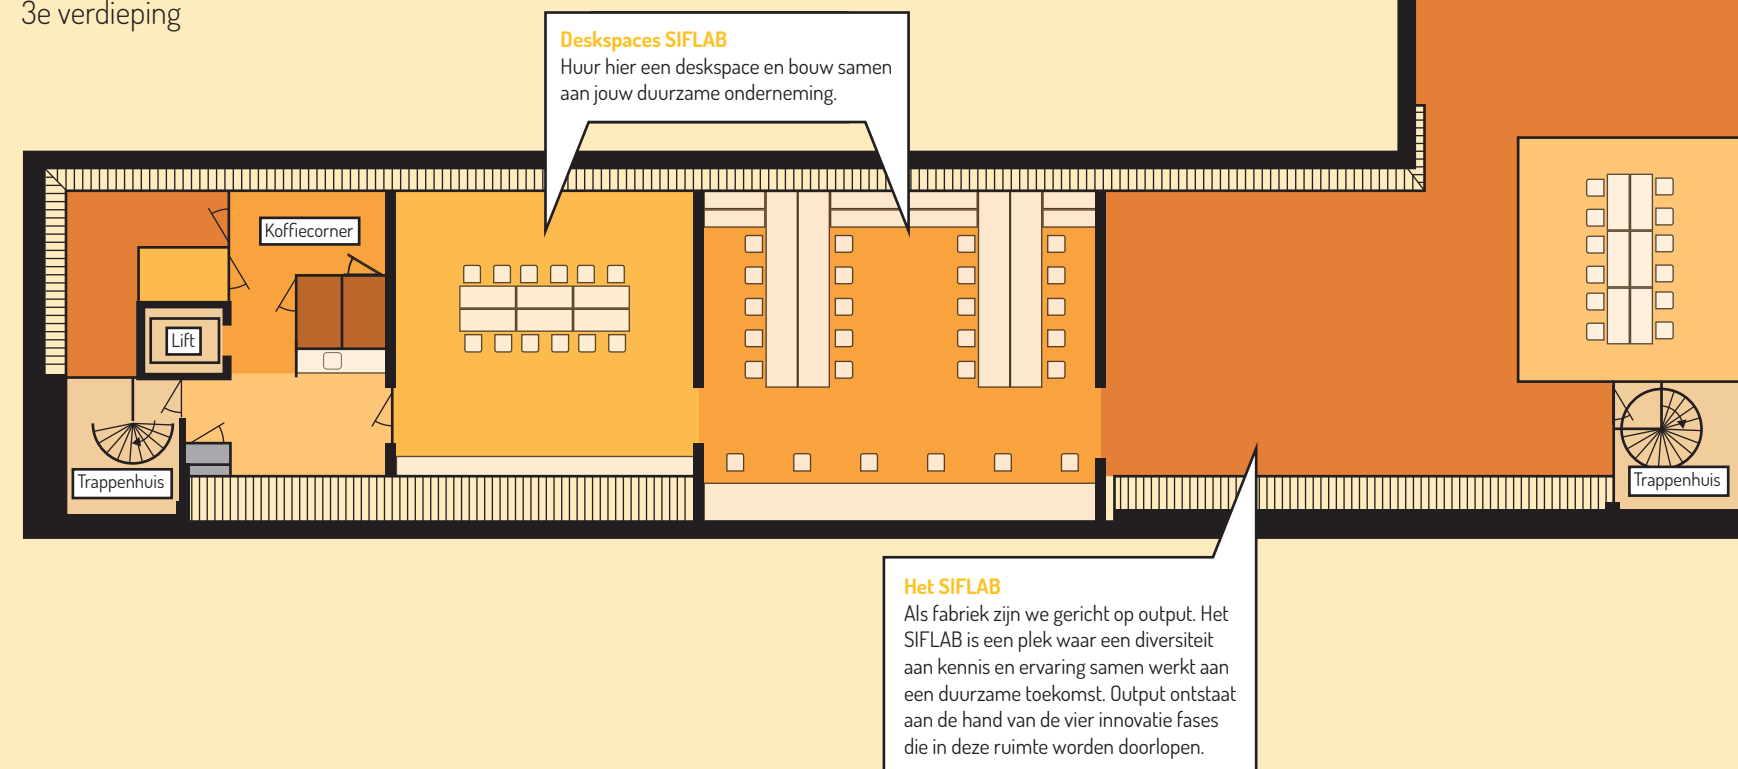 3e verdieping
Deskspaces SIFLAB
Huur hier een deskspace en bouw samen
aan jouw duurzame onderneming.
Koffiecorner
Lift
Trappenhuis
Trappenhuis
Het SIFLAB
Als fabriek zijn we gericht op output. Het
SIFLAB is een plek waar een diversiteit
aan kennis en ervaring samen werkt aan
een duurzame toekomst. Output ontstaat
aan de hand van de vier innovatie fases
die in deze ruimte worden doorlopen.